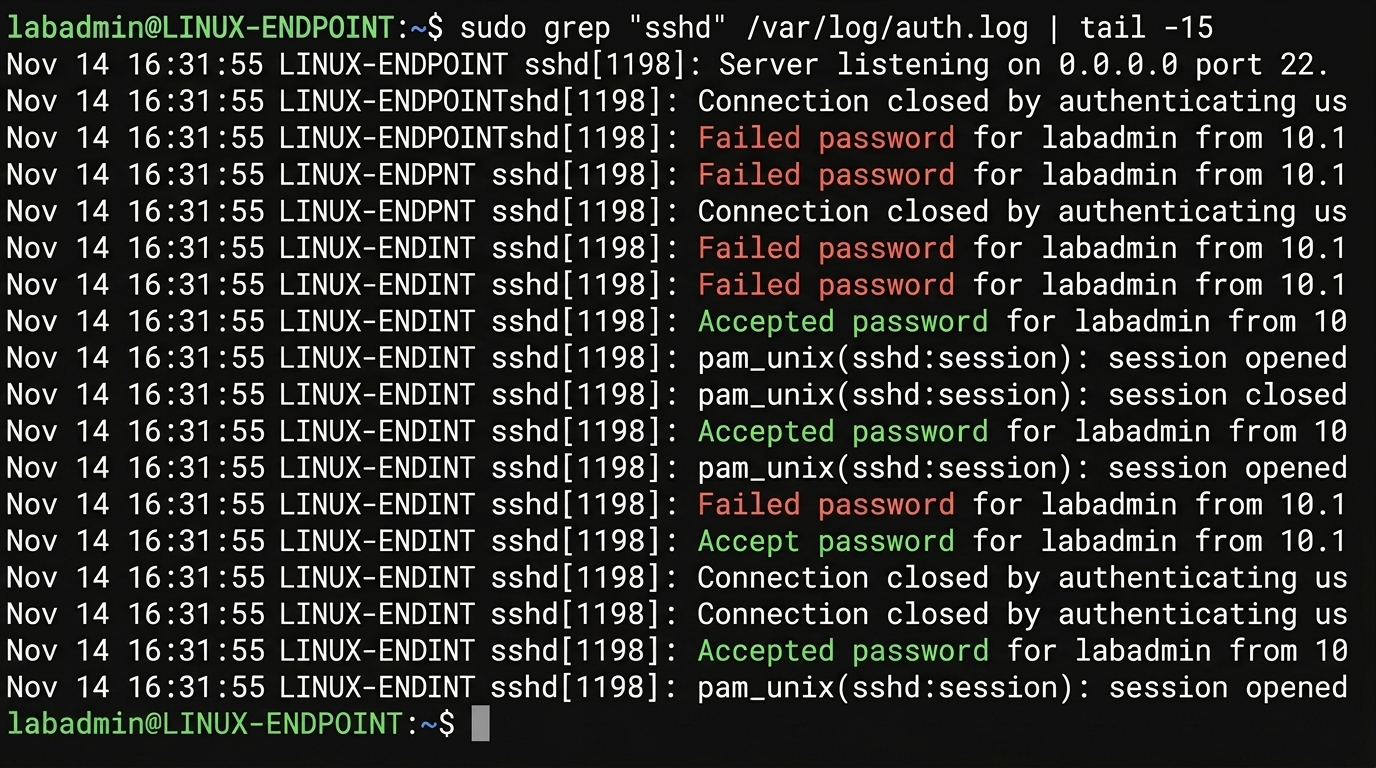 labadmin@LINUX-ENDPOINT:~$ sudo grep "sshd" /var/log/auth.log | tail -15
Nov 14 16:31:55 LINUX-ENDPOINT sshd[1198]: Server listening on 0.0.0.0 port 22.
Nov 14 16:31:55 LINUX-ENDPOINTshd[1198]: Connection closed by authenticating us
Nov 14 16:31:55 LINUX-ENDPOINTshd[1198]: Failed password for labadmin from 10.1
Nov 14 16:31:55 LINUX-ENDPNT sshd[1198]: Failed password for labadmin from 10.1
Nov 14 16:31:55 LINUX-ENDPNT sshd[1198]: Connection closed by authenticating us
Nov 14 16:31:55 LINUX-ENDINT sshd[1198]: Failed password for labadmin from 10.1
Nov 14 16:31:55 LINUX-ENDINT sshd[1198]: Failed password for labadmin from 10.1
Nov 14 16:31:55 LINUX-ENDINT sshd[1198]: Accepted password for labadmin from 10
Nov 14 16:31:55 LINUX-ENDINT sshd[1198]: pam_unix(sshd:session): session opened
Nov 14 16:31:55 LINUX-ENDINT sshd[1198]: pam_unix(sshd:session): session closed
Nov 14 16:31:55 LINUX-ENDINT sshd[1198]: Accepted password for labadmin from 10
Nov 14 16:31:55 LINUX-ENDINT sshd[1198]: pam_unix(sshd:session): session opened
Nov 14 16:31:55 LINUX-ENDINT sshd[1198]: Failed password for labadmin from 10.1
Nov 14 16:31:55 LINUX-ENDINT sshd[1198]: Accept password for labadmin from 10.1
Nov 14 16:31:55 LINUX-ENDINT sshd[1198]: Connection closed by authenticating us
Nov 14 16:31:55 LINUX-ENDINT sshd[1198]: Connection closed by authenticating us
Nov 14 16:31:55 LINUX-ENDINT sshd[1198]: Accepted password for labadmin from 10
Nov 14 16:31:55 LINUX-ENDINT sshd[1198]: pam_unix(sshd:session): session opened
labadmin@LINUX-ENDPOINT:~$